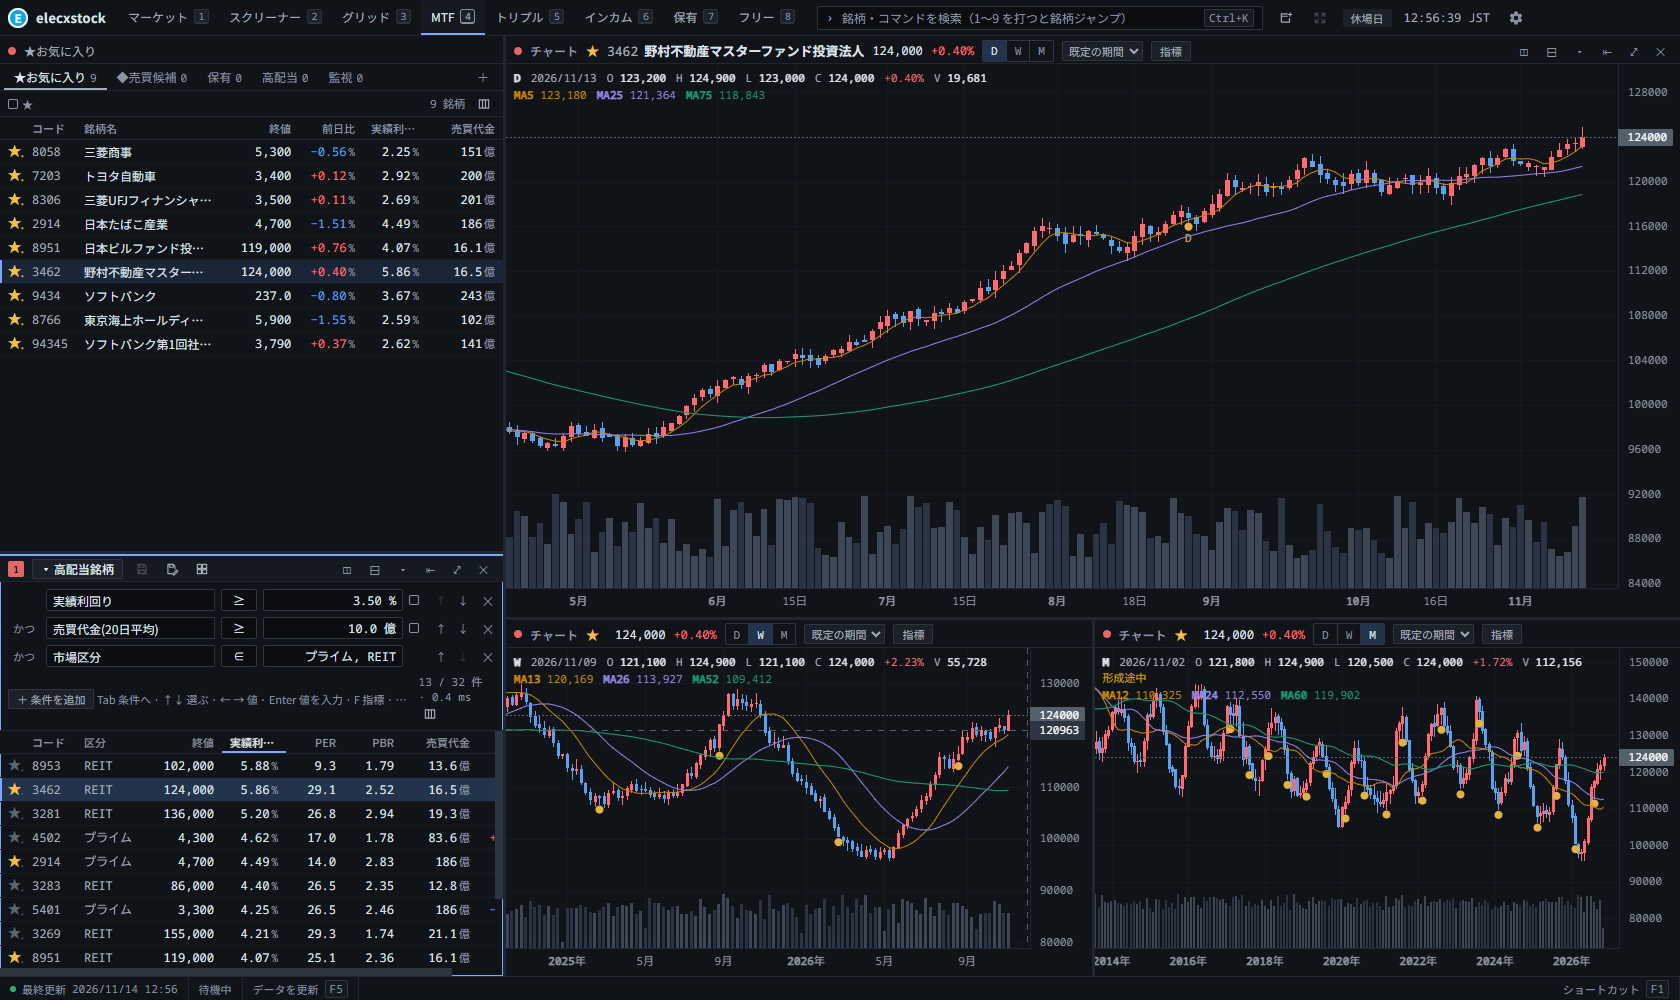 E elecxstock マーケット 1 スクリーナー 2 グリッド 3 MTF 4 トリプル 5 インカム 6 保有 7 フリー 8 › 銘柄・コマンドを検索（1〜9 を打つと銘柄ジャンプ） Ctrl+K 休場日 12:56:39 JST
★お気に入り
★お気に入り 9 ◆売買候補 0 保有 0 高配当 0 監視 0 +
★ 9 銘柄
コード 銘柄名 終値 前日比 実績利… 売買代金
8058 三菱商事 5,300 −0.56% 2.25% 151億
7203 トヨタ自動車 3,400 +0.12% 2.92% 200億
8306 三菱UFJフィナンシャ… 3,500 +0.11% 2.69% 201億
2914 日本たばこ産業 4,700 −1.51% 4.49% 186億
8951 日本ビルファンド投… 119,000 +0.76% 4.07% 16.1億
3462 野村不動産マスター… 124,000 +0.40% 5.86% 16.5億
9434 ソフトバンク 237.0 −0.80% 3.67% 243億
8766 東京海上ホールディ… 5,900 −1.55% 2.59% 102億
94345 ソフトバンク第1回社… 3,790 +0.37% 2.62% 141億
1 高配当銘柄
実績利回り ≥ 3.50 %
かつ 売買代金(20日平均) ≥ 10.0 億
かつ 市場区分 ∈ プライム, REIT
＋条件を追加 Tab 条件へ · ↑↓選ぶ · ←→値 · Enter 値を入力 · F 指標 · … 13 / 32 件 · 0.4 ms
コード 区分 終値 実績利… PER PBR 売買代金
8953 REIT 102,000 5.88% 9.3 1.79 13.6億
3462 REIT 124,000 5.86% 29.1 2.52 16.5億
3281 REIT 136,000 5.20% 26.8 2.94 19.3億
4502 プライム 4,300 4.62% 17.0 1.78 83.6億 +
2914 プライム 4,700 4.49% 14.0 2.83 186億
3283 REIT 86,000 4.40% 26.5 2.35 12.8億
5401 プライム 3,300 4.25% 26.5 2.46 186億 −
3269 REIT 155,000 4.21% 29.3 1.74 21.1億
8951 REIT 119,000 4.07% 25.1 2.36 16.1億
チャート ★ 3462 野村不動産マスターファンド投資法人 124,000 +0.40% D W M 既定の期間 指標
D 2026/11/13 O 123,200 H 124,900 L 123,000 C 124,000 +0.40% V 19,681
MA5 123,180 MA25 121,364 MA75 118,843
128000
124000
120000
116000
112000
108000
104000
100000
96000
92000
88000
84000
D
5月 6月 15日 7月 15日 8月 18日 9月 10月 16日 11月
チャート ★ 124,000 +0.40% D W M 既定の期間 指標
W 2026/11/09 O 121,100 H 124,900 L 121,100 C 124,000 +2.23% V 55,728
MA13 120,169 MA26 113,927 MA52 109,412
130000
124000
120963
110000
100000
90000
80000
2025年 5月 9月 2026年 5月 9月
チャート ★ 124,000 +0.40% D W M 既定の期間 指標
M 2026/11/02 O 121,800 H 124,900 L 120,500 C 124,000 +1.72% V 112,156
形成途中
MA12 110,325 MA24 112,550 MA60 119,902
150000
140000
130000
124000
120000
110000
100000
90000
80000
2014年 2016年 2018年 2020年 2022年 2024年 2026年
最終更新 2026/11/14 12:56 待機中 データを更新 F5 ショートカット F1